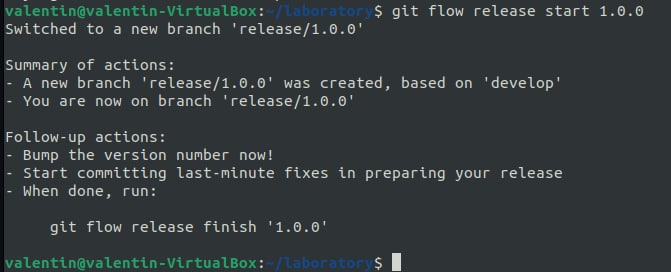 valentin@valentin-VirtualBox:~/laboratory$ git flow release start 1.0.0
Switched to a new branch 'release/1.0.0'
Summary of actions:
- A new branch 'release/1.0.0' was created, based on 'develop'
- You are now on branch 'release/1.0.0'
Follow-up actions:
- Bump the version number now!
- Start committing last-minute fixes in preparing your release
- When done, run:
git flow release finish '1.0.0'
valentin@valentin-VirtualBox:~/laboratory$